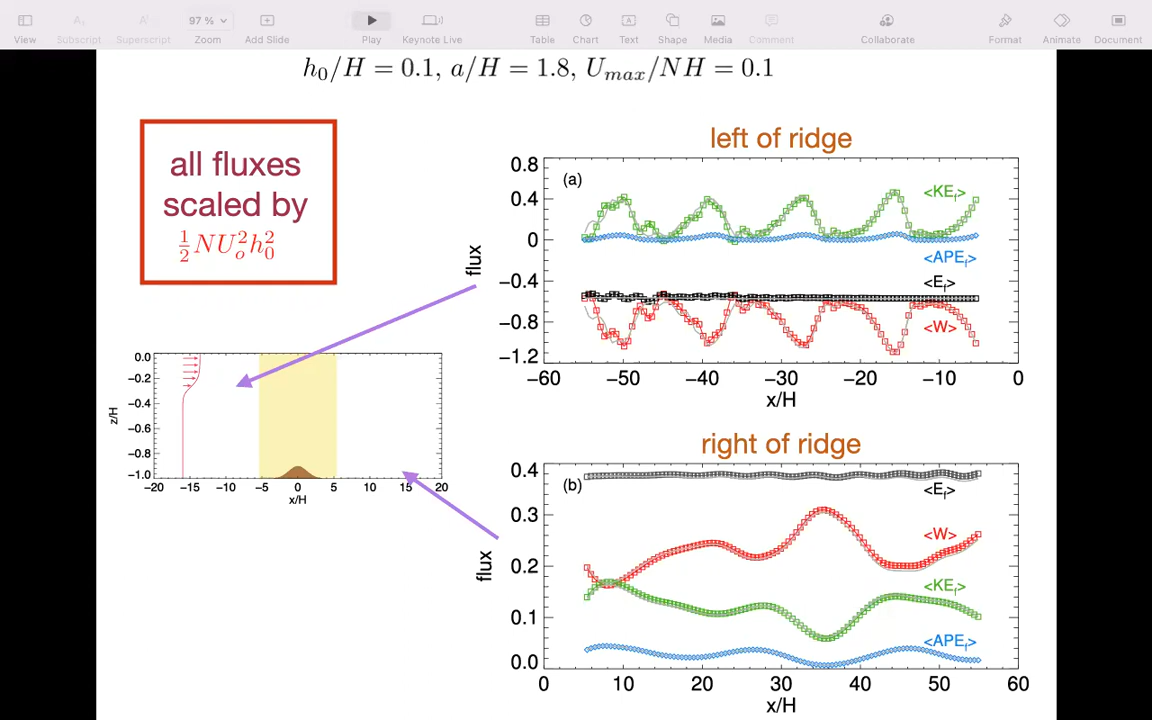 View
Subscript
Superscript
97 %
Zoom
Add Slide
Play
Keynote Live
Table
Chart
Text
Shape
Media
Comment
Collaborate
Format
Animate
Document
h₀/H = 0.1, a/H = 1.8, Uₘₐₓ/NH = 0.1
all fluxes
scaled by
½NUₒ²h₀²
left of ridge
(a)
0.8
0.4
0
−0.4
−0.8
−1.2
flux
<KE_f>
<APE_f>
<E_f>
<W>
−60 −50 −40 −30 −20 −10 0
x/H
0.0
−0.2
−0.4
−0.6
−0.8
−1.0
z/H
−20 −15 −10 −5 0 5 10 15 20
x/H
right of ridge
(b)
0.4
0.3
0.2
0.1
0.0
flux
<E_f>
<W>
<KE_f>
<APE_f>
0 10 20 30 40 50 60
x/H